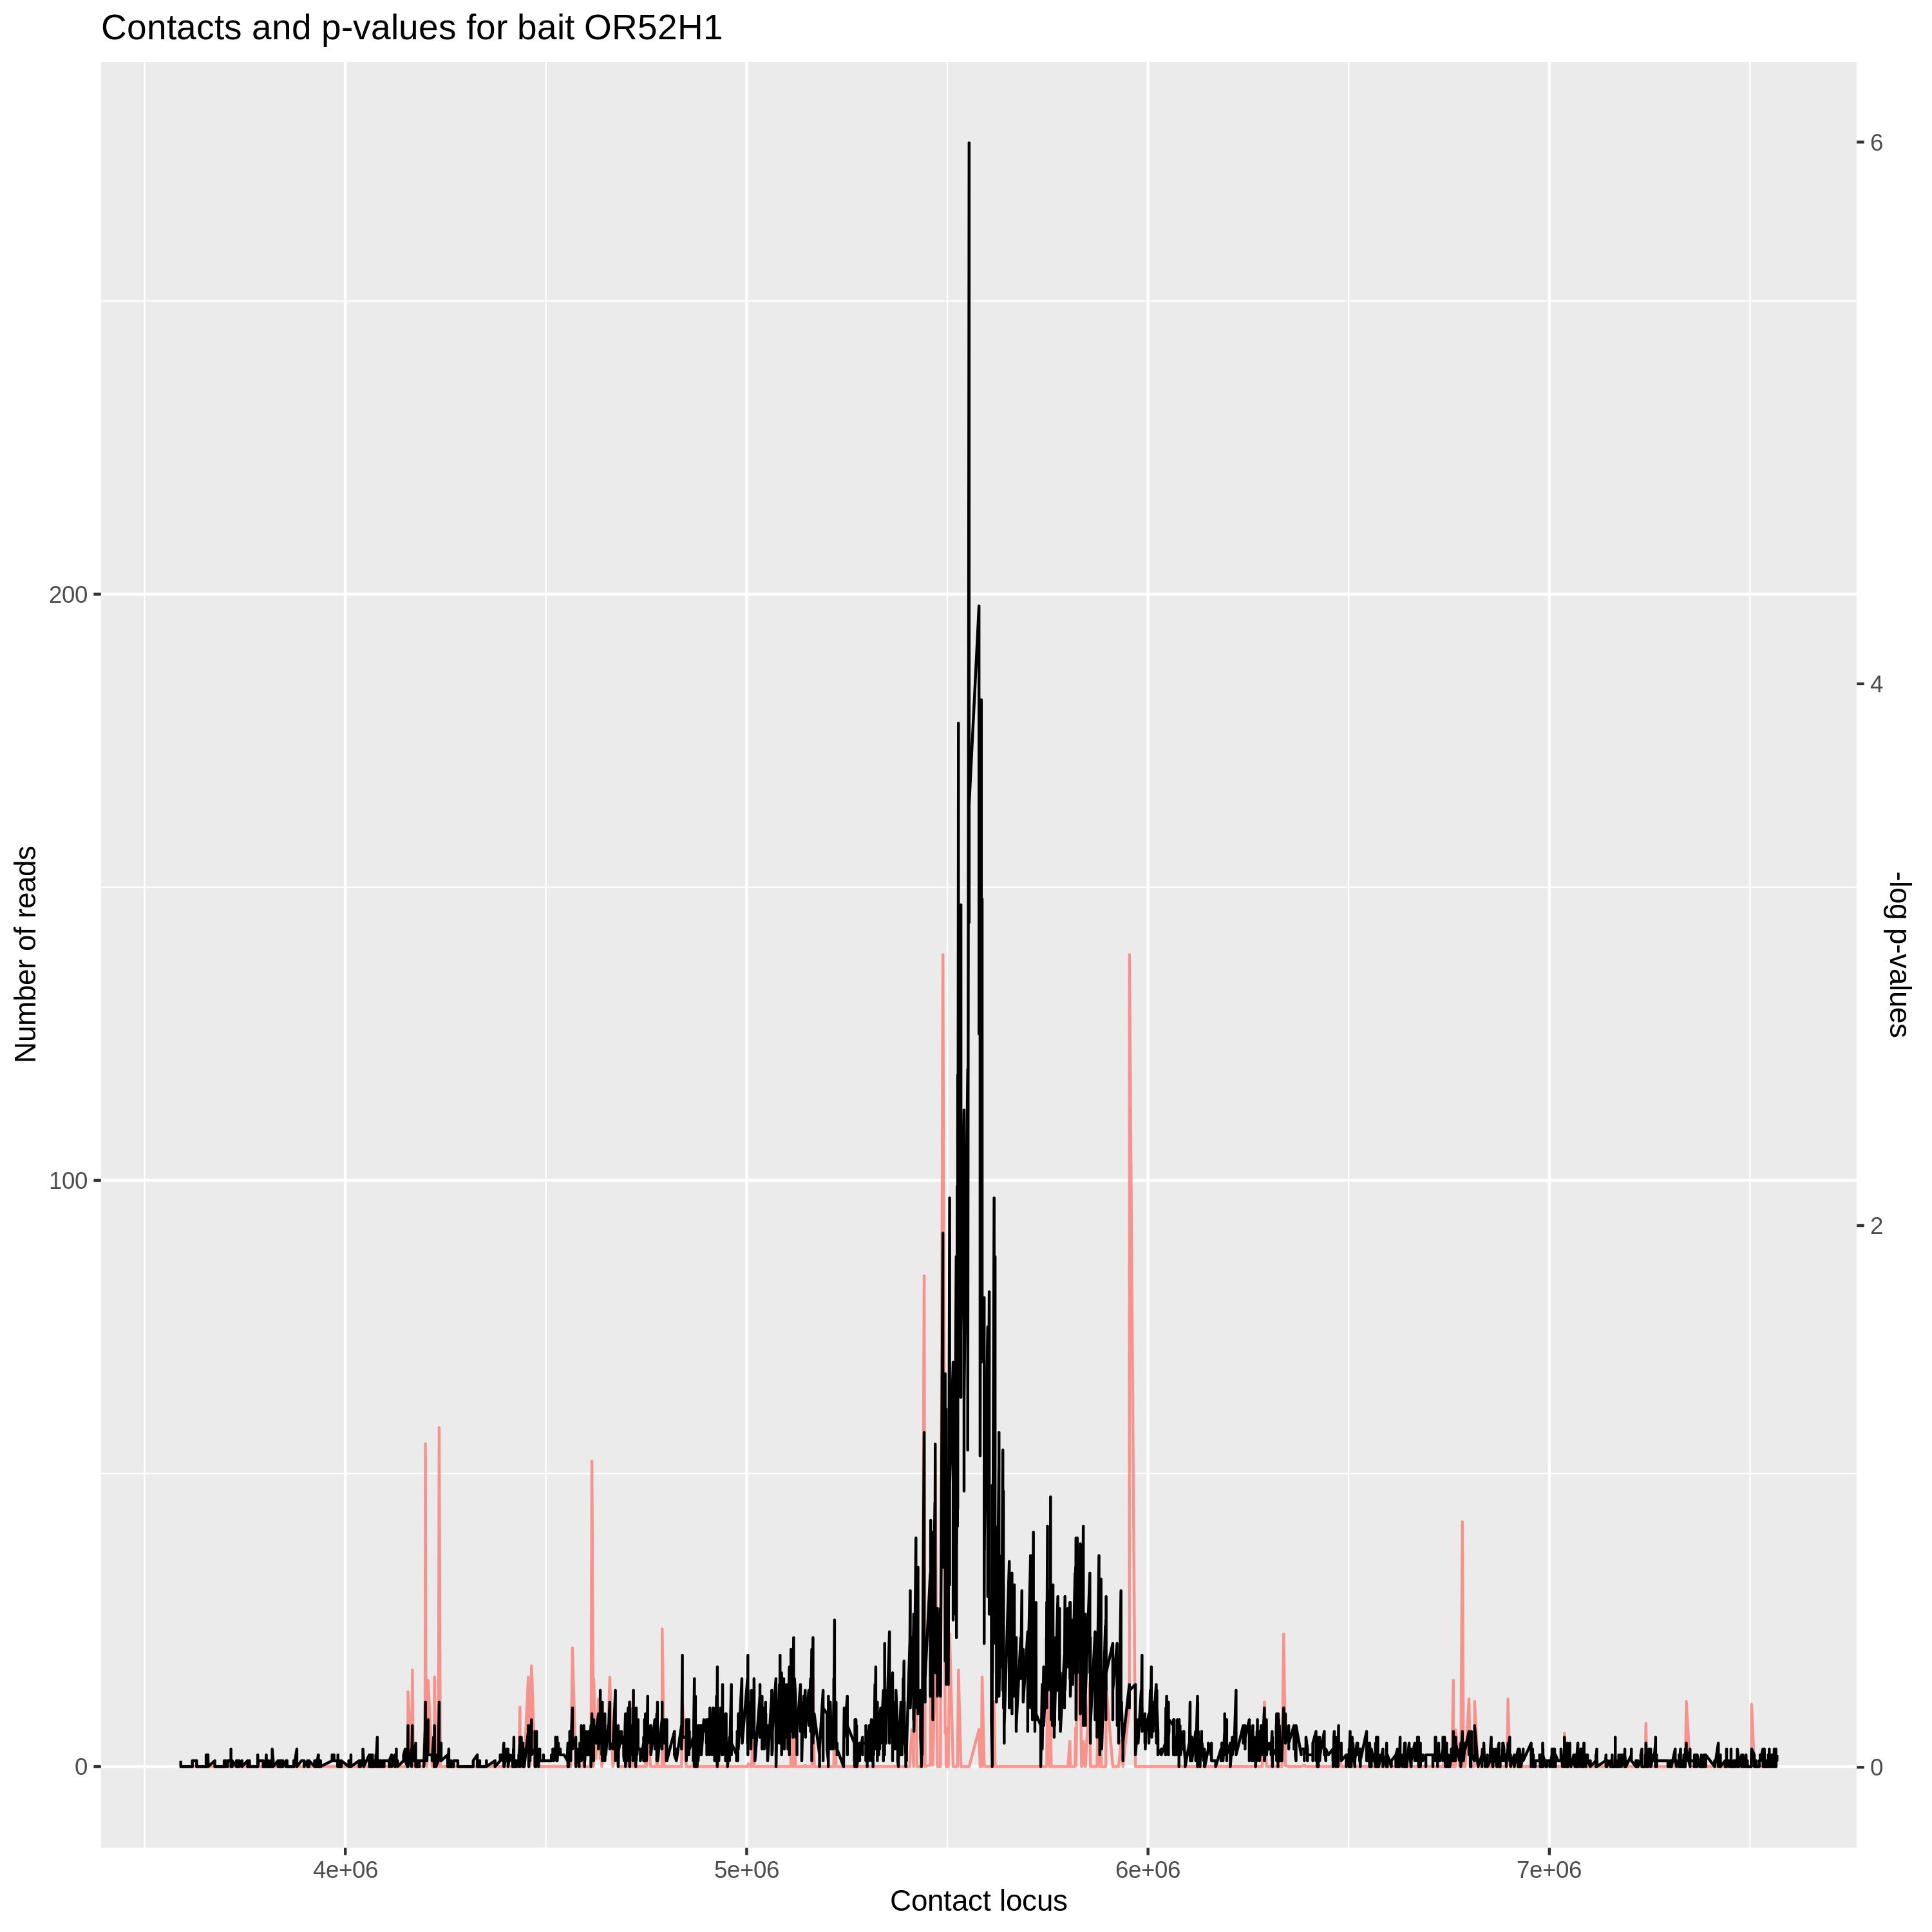 Contacts and p-values for bait OR52H1
Number of reads
200
100
0
6
4
2
0
-log p-values
4e+06
5e+06
6e+06
7e+06
Contact locus